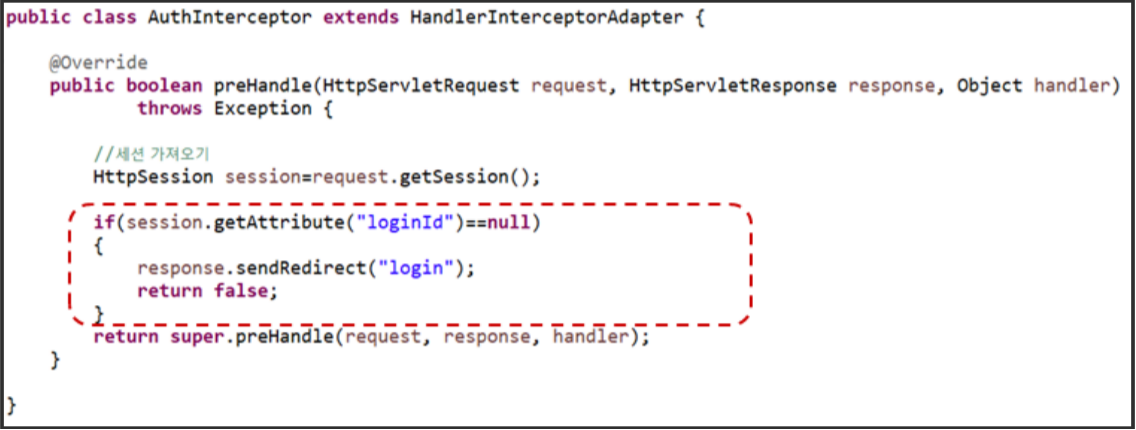 public class AuthInterceptor extends HandlerInterceptorAdapter {
@Override
public boolean preHandle(HttpServletRequest request, HttpServletResponse response, Object handler)
throws Exception {
//세션 가져오기
HttpSession session=request.getSession();
if(session.getAttribute("loginId")==null)
{
response.sendRedirect("login");
return false;
}
return super.preHandle(request, response, handler);
}
}